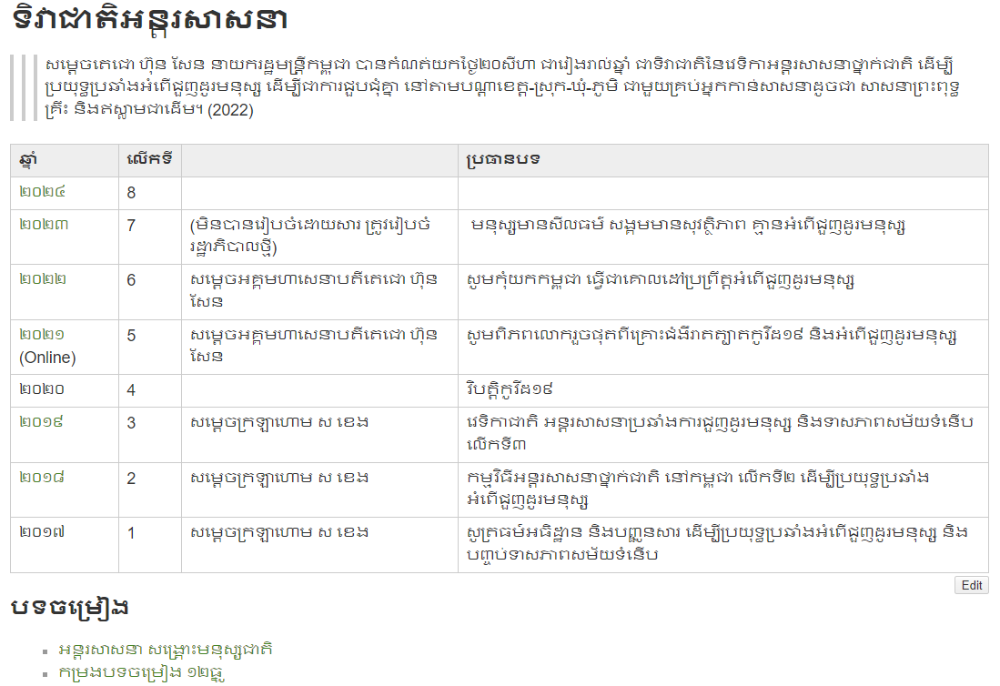 ទិវាជាតិអន្តរសាសនា
សម្តេចតេជោ ហ៊ុន សែន នាយករដ្ឋមន្ត្រីកម្ពុជា បានកំណត់យកថ្ងៃ២០សីហា ជារៀងរាល់ឆ្នាំ ជាទិវាជាតិនៃវេទិកាអន្តរសាសនាថ្នាក់ជាតិ ដើម្បី
ប្រយុទ្ធប្រឆាំងអំពើជួញដូរមនុស្ស ដើម្បីជាការជួបជុំគ្នា នៅតាមបណ្តាខេត្ត-ស្រុក-ឃុំ-ភូមិ ជាមួយគ្រប់អ្នកកាន់សាសនាដូចជា សាសនាព្រះពុទ្ធ
គ្រឹះ និងឥស្លាមជាដើម។ (2022)
ឆ្នាំ លើកទី ប្រធានបទ
២០២៤ 8
២០២៣ 7 (មិនបានរៀបចំដោយសារ ត្រូវរៀបចំ មនុស្សមានសីលធម៌ សង្គមមានសុវត្ថិភាព គ្មានអំពើជួញដូរមនុស្ស
រដ្ឋាភិបាលថ្មី)
២០២២ 6 សម្តេចអគ្គមហាសេនាបតីតេជោ ហ៊ុន សូមកុំយកកម្ពុជា ធ្វើជាគោលដៅប្រព្រឹត្តអំពើជួញដូរមនុស្ស
សែន
២០២១ 5 សម្តេចអគ្គមហាសេនាបតីតេជោ ហ៊ុន សូមពិភពលោករួចផុតពីគ្រោះជំងឺរាតត្បាតកូវីដ១៩ និងអំពើជួញដូរមនុស្ស
(Online) សែន
២០២០ 4 វិបត្តិកូវីដ១៩
២០១៩ 3 សម្តេចក្រឡាហោម ស ខេង វេទិកាជាតិ អន្តរសាសនាប្រឆាំងការជួញដូរមនុស្ស និងទាសភាពសម័យទំនើប
លើកទី៣
២០១៨ 2 សម្តេចក្រឡាហោម ស ខេង កម្មវិធីអន្តរសាសនាថ្នាក់ជាតិ នៅកម្ពុជា លើកទី២ ដើម្បីប្រយុទ្ធប្រឆាំង
អំពើជួញដូរមនុស្ស
២០១៧ 1 សម្តេចក្រឡាហោម ស ខេង សូត្រធម៌អធិដ្ឋាន និងបញ្ជូនសារ ដើម្បីប្រយុទ្ធប្រឆាំងអំពើជួញដូរមនុស្ស និង
បញ្ចប់ទាសភាពសម័យទំនើប
Edit
បទចម្រៀង
អន្តរសាសនា សង្គ្រោះមនុស្សជាតិ
កម្រងបទចម្រៀង ១២ធ្នូ